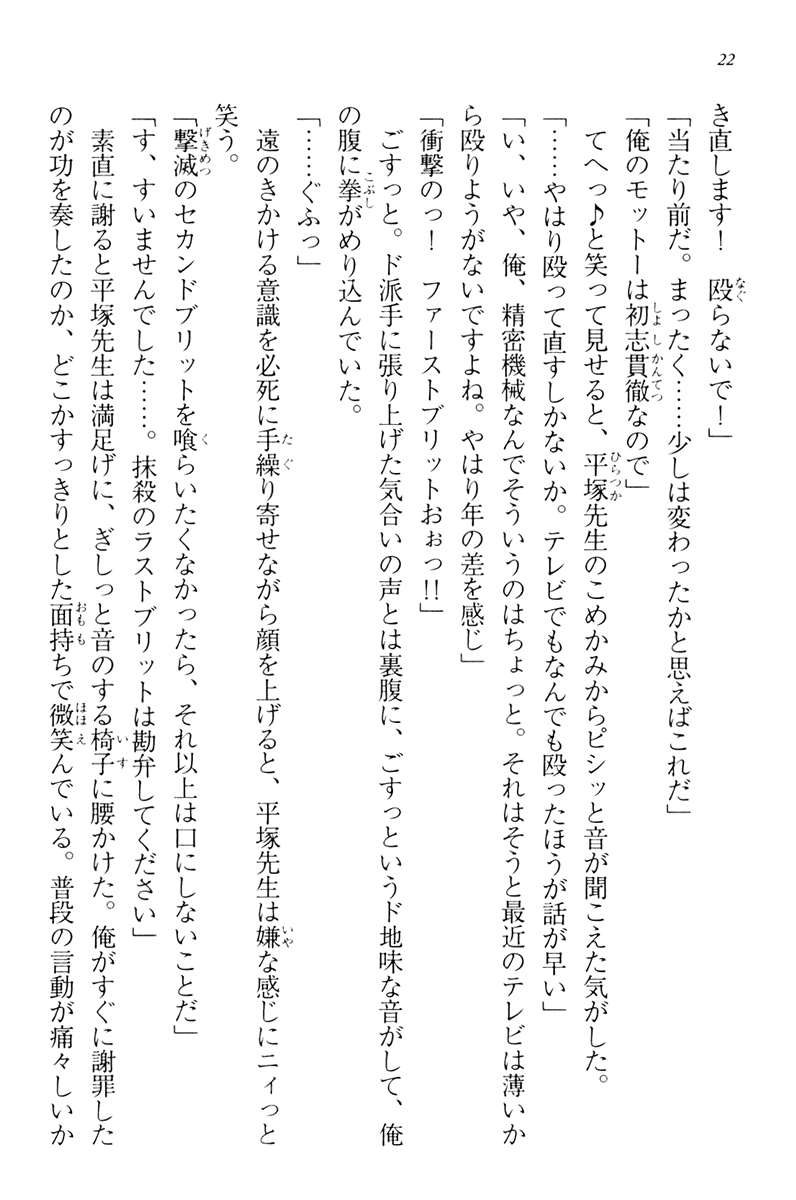 22
き直します！　殴らないで！」
「当たり前だ。まったく……少しは変わったかと思えばこれだ」
「俺のモットーは初志貫徹なので」
てへっ♪と笑って見せると、平塚先生のこめかみからピシッと音が聞こえた気がした。
「……やはり殴って直すしかないか。テレビでもなんでも殴ったほうが話が早い」
「い、いや、俺、精密機械なんでそういうのはちょっと。それはそうと最近のテレビは薄いか
ら殴りようがないですよね。やはり年の差を感じ」
「衝撃のっ！　ファーストブリットおぉっ!!」
ごすっと。ド派手に張り上げた気合いの声とは裏腹に、ごすっというド地味な音がして、俺
の腹に拳がめり込んでいた。
「……ぐふっ」
遠のきかける意識を必死に手繰り寄せながら顔を上げると、平塚先生は嫌な感じにニィっと
笑う。
「撃滅のセカンドブリットを喰らいたくなかったら、それ以上は口にしないことだ」
「す、すいませんでした……。抹殺のラストブリットは勘弁してください」
素直に謝ると平塚先生は満足げに、ぎしっと音のする椅子に腰かけた。俺がすぐに謝罪した
のが功を奏したのか、どこかすっきりとした面持ちで微笑んでいる。普段の言動が痛々しいか